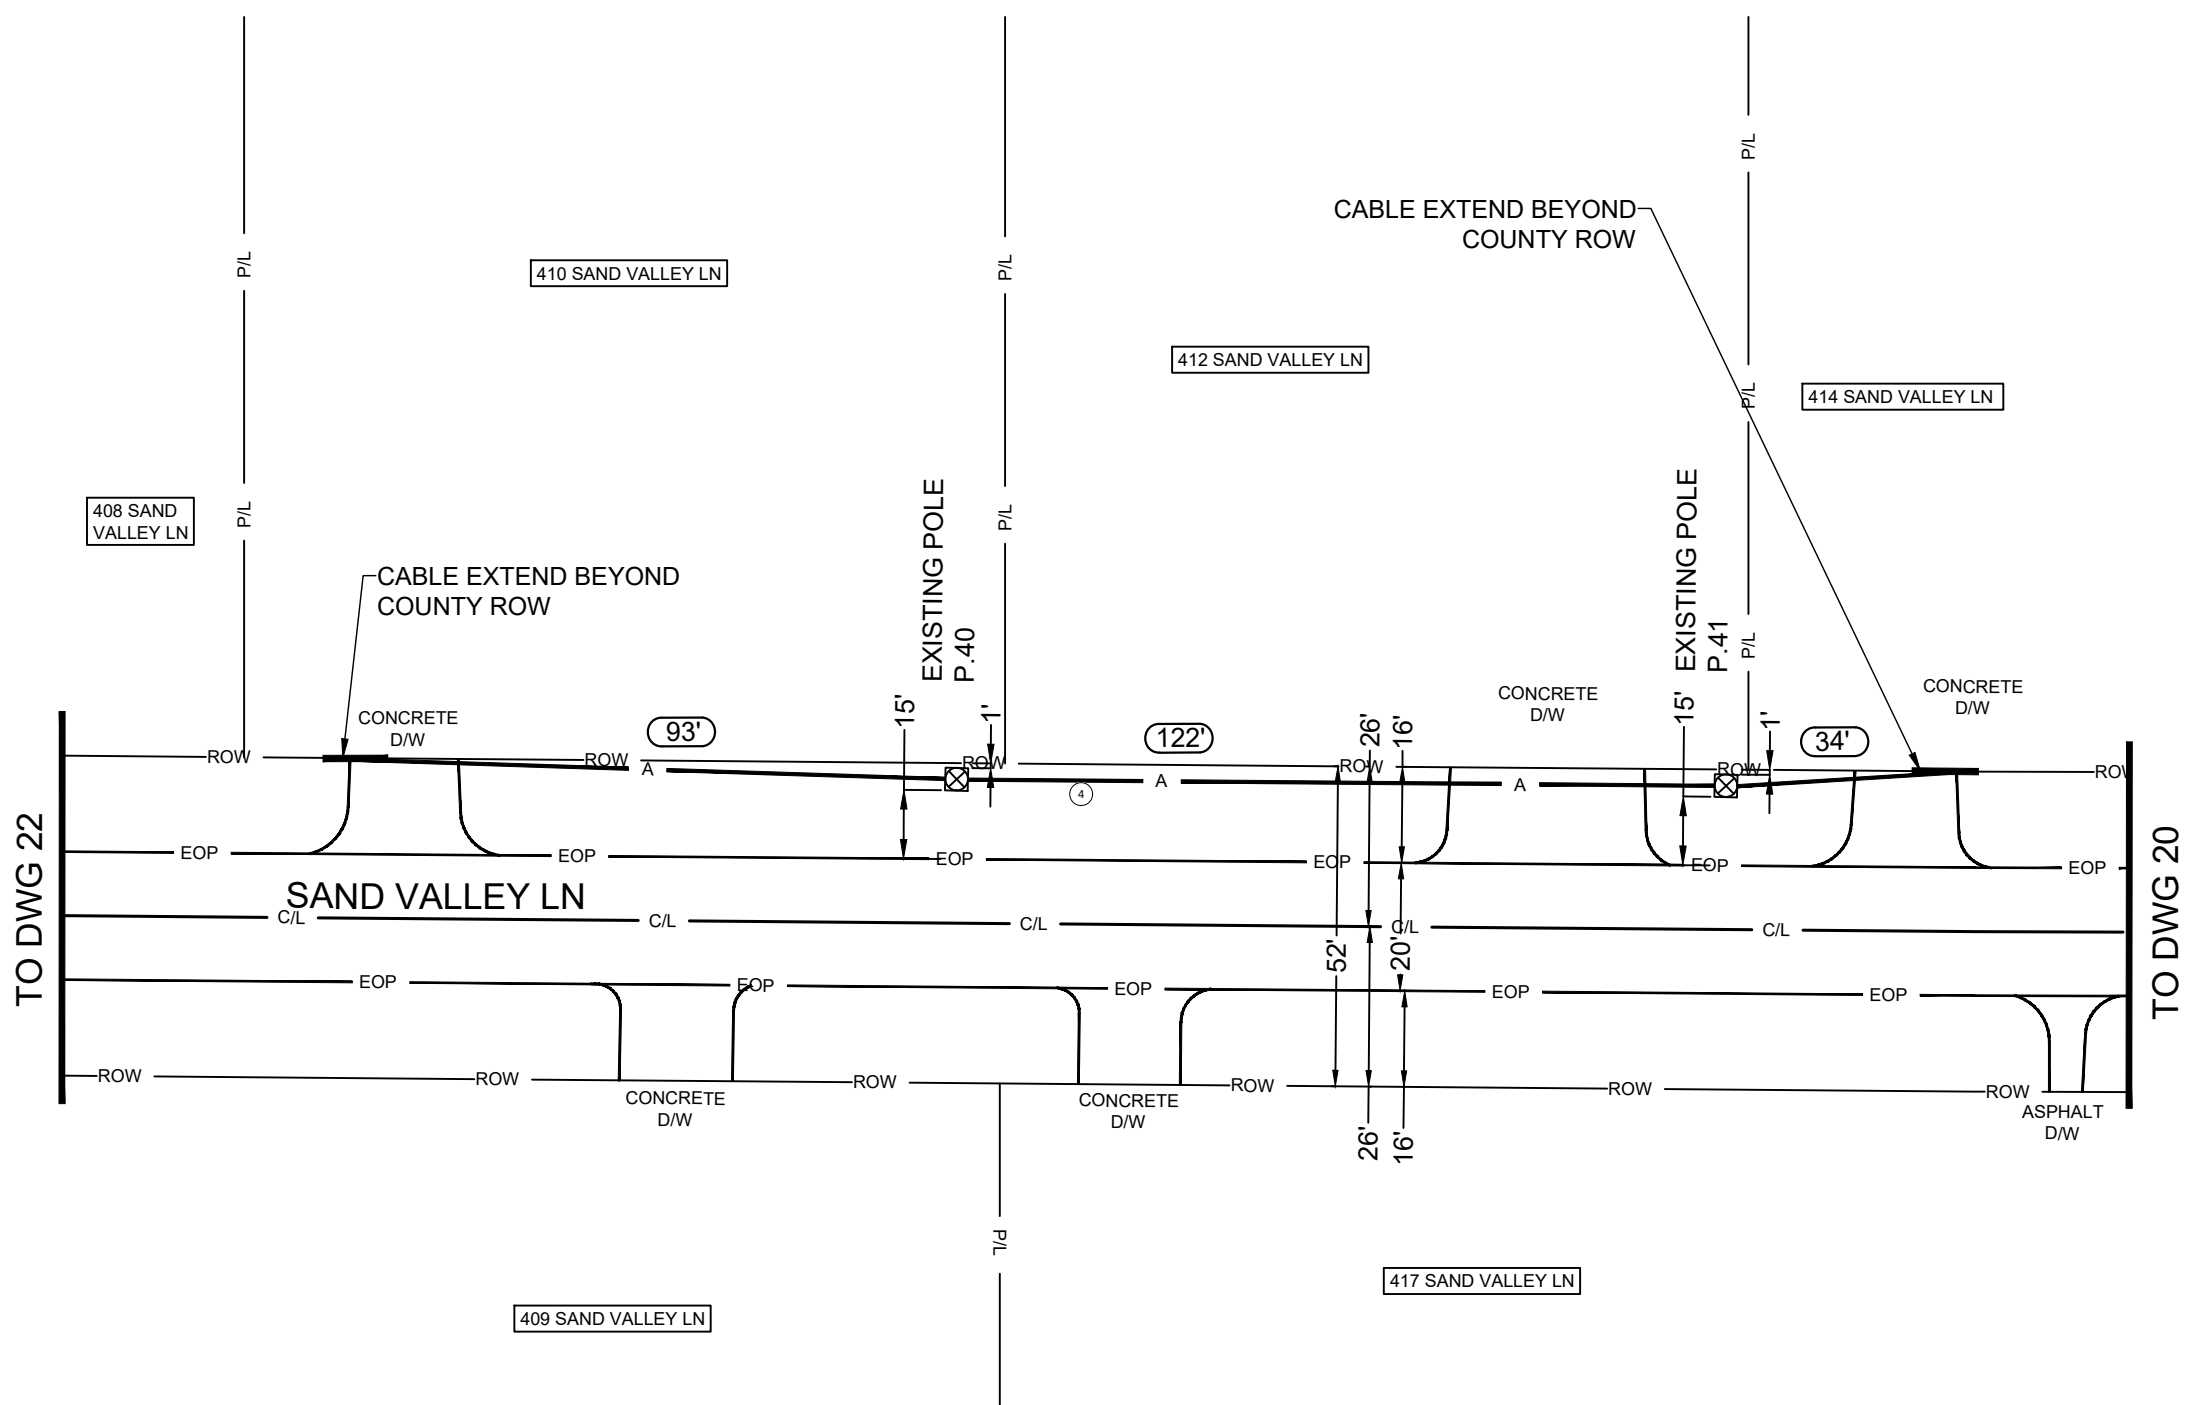 P/L
P/L
P/L
P/L
P/L
P/L
P/L
CABLE EXTEND BEYOND
COUNTY ROW
410 SAND VALLEY LN
412 SAND VALLEY LN
414 SAND VALLEY LN
408 SAND
VALLEY LN
CABLE EXTEND BEYOND
COUNTY ROW
EXISTING POLE
P.40
EXISTING POLE
P.41
CONCRETE
D/W
CONCRETE
D/W
CONCRETE
D/W
93'
15'
1'
122'
26'
16'
15'
1'
34'
ROW
ROW
ROW
ROW
ROW
ROW
A
A
A
4
TO DWG 22
EOP
EOP
EOP
EOP
EOP
EOP
SAND VALLEY LN
C/L
C/L
C/L
C/L
C/L
52'
20'
TO DWG 20
EOP
EOP
EOP
EOP
EOP
ROW
ROW
ROW
ROW
ROW
ROW
CONCRETE
D/W
CONCRETE
D/W
26'
16'
ASPHALT
D/W
P/L
409 SAND VALLEY LN
417 SAND VALLEY LN